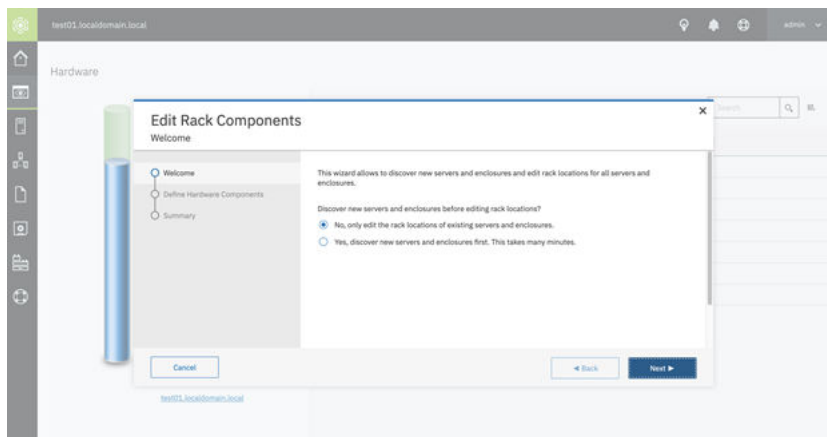 test01.localdomain.local
admin
Hardware
Search
Edit Rack Components
Welcome
Welcome
Define Hardware Components
Summary
This wizard allows to discover new servers and enclosures and edit rack locations for all servers and
enclosures.
Discover new servers and enclosures before editing rack locations?
No, only edit the rack locations of existing servers and enclosures.
Yes, discover new servers and enclosures first. This takes many minutes.
Cancel
Back
Next
test01.localdomain.local